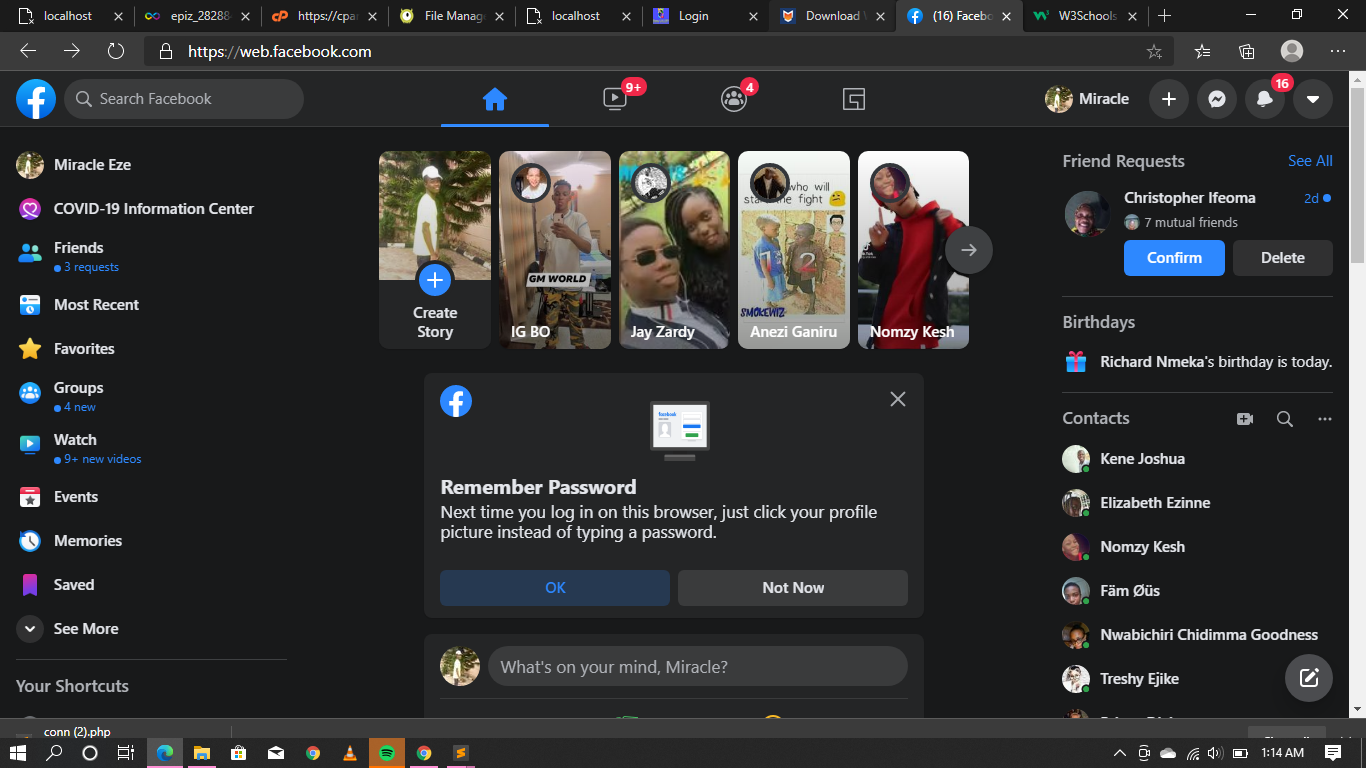 localhost
epiz_28288
https://cpar
File Manag
localhost
Login
Download
(16) Facebo
W3Schools
https://web.facebook.com
Search Facebook
9+
4
Miracle
16
Miracle Eze
COVID-19 Information Center
Friends
3 requests
Most Recent
Favorites
Groups
4 new
Watch
9+ new videos
Events
Memories
Saved
See More
Your Shortcuts
Create
Story
GM WORLD
IG BO
Jay Zardy
who will
start the fight
SMOKEWIZ
Anezi Ganiru
Nomzy Kesh
Remember Password
Next time you log in on this browser, just click your profile
picture instead of typing a password.
OK
Not Now
What's on your mind, Miracle?
Friend Requests
See All
Christopher Ifeoma
2d
7 mutual friends
Confirm
Delete
Birthdays
Richard Nmeka's birthday is today.
Contacts
Kene Joshua
Elizabeth Ezinne
Nomzy Kesh
Fäm Øüs
Nwabichiri Chidimma Goodness
Treshy Ejike
conn (2).php
1:14 AM